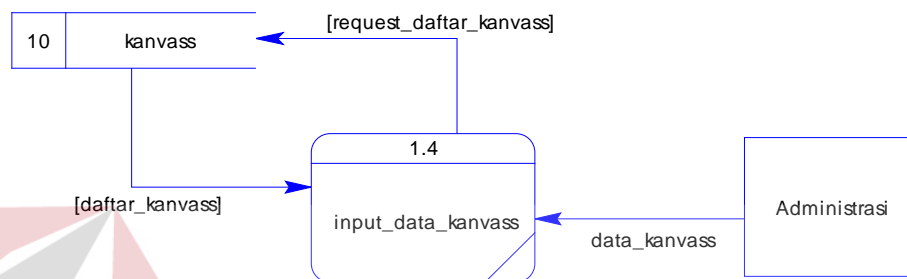 [request_daftar_kanvass]
10 kanvass
1.4
[daftar_kanvass]
input_data_kanvass
Administrasi
data_kanvass